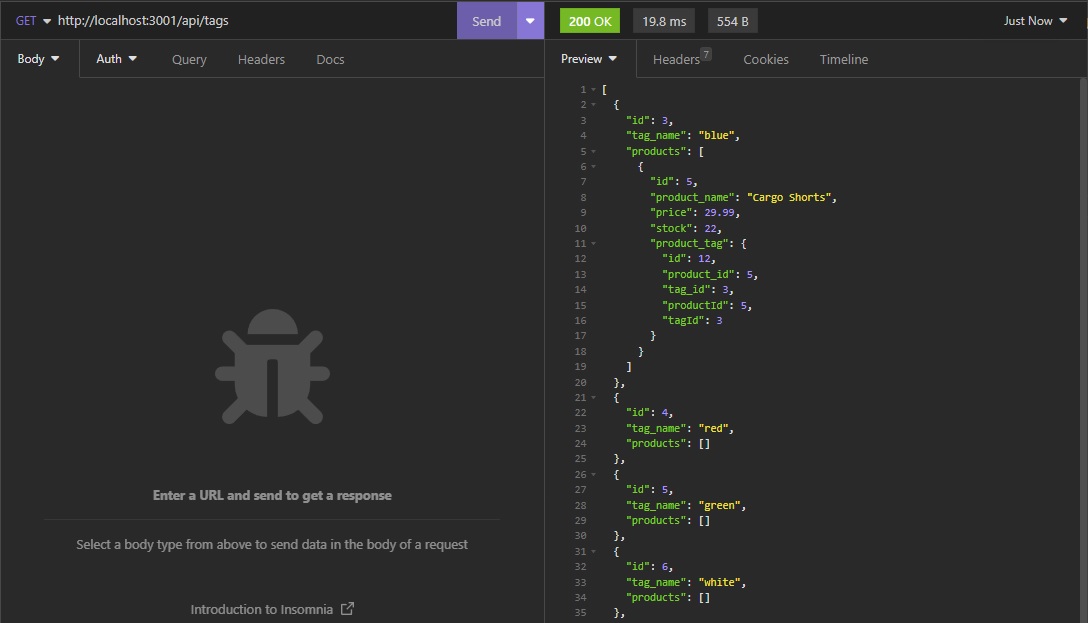 GET http://localhost:3001/api/tags Send
200 OK 19.8 ms 554 B Just Now
Body Auth Query Headers Docs
Preview Headers 7 Cookies Timeline
Enter a URL and send to get a response
Select a body type from above to send data in the body of a request
Introduction to Insomnia
1 [
2 {
3 "id": 3,
4 "tag_name": "blue",
5 "products": [
6 {
7 "id": 5,
8 "product_name": "Cargo Shorts",
9 "price": 29.99,
10 "stock": 22,
11 "product_tag": {
12 "id": 12,
13 "product_id": 5,
14 "tag_id": 3,
15 "productId": 5,
16 "tagId": 3
17 }
18 }
19 ]
20 },
21 {
22 "id": 4,
23 "tag_name": "red",
24 "products": []
25 },
26 {
27 "id": 5,
28 "tag_name": "green",
29 "products": []
30 },
31 {
32 "id": 6,
33 "tag_name": "white",
34 "products": []
35 },